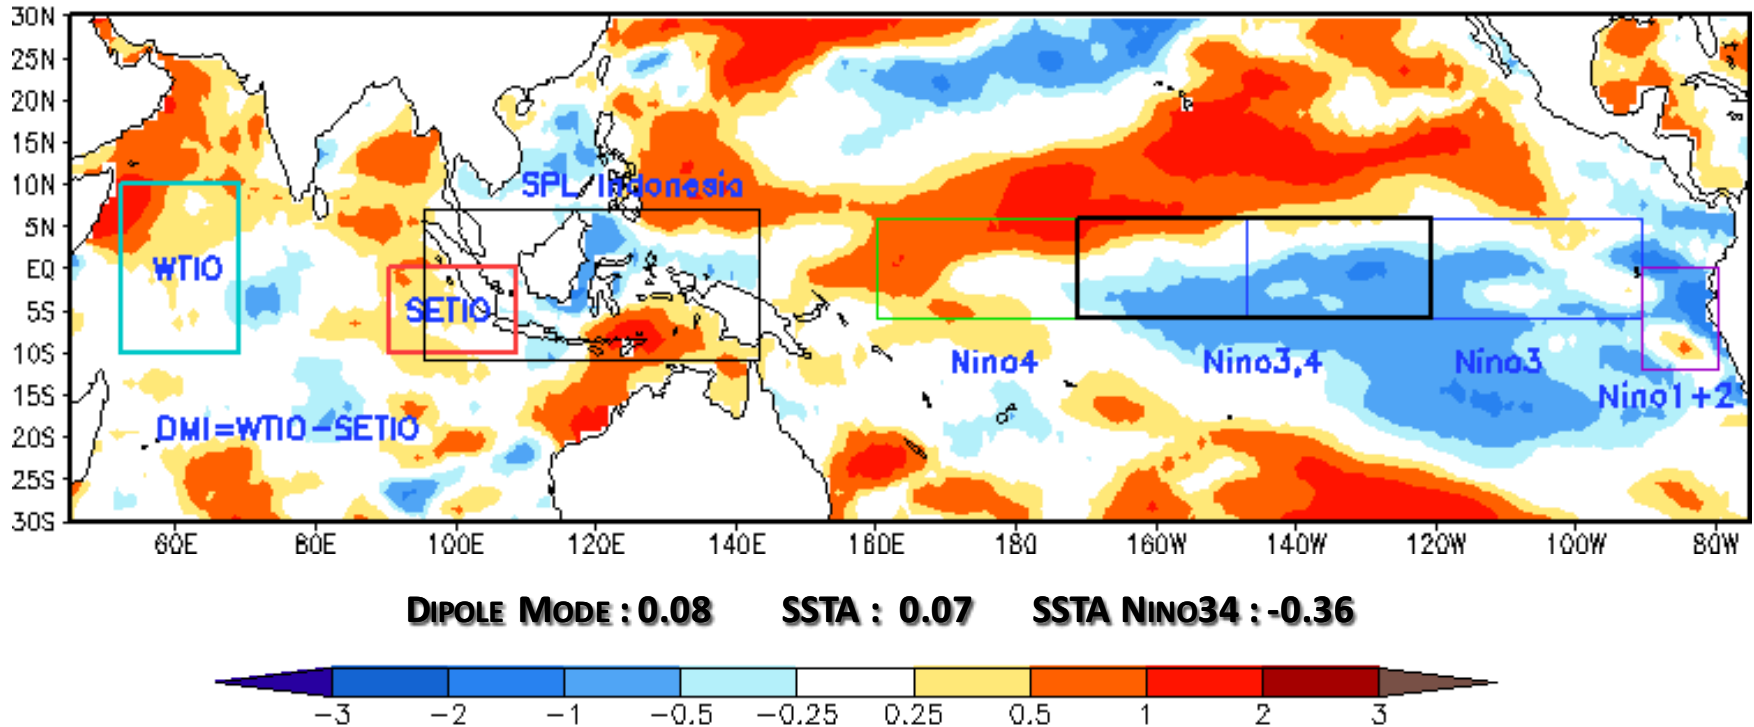 30N
25N
20N
15N
10N
5N
EQ
5S
10S
15S
20S
25S
30S
SPL/Indonesia
WTIO
SETIO
Nino4
Nino3,4
Nino3
Nino1+2
DMI=WTIO-SETIO
60E 80E 100E 120E 140E 160E 180 160W 140W 120W 100W 80W
DIPOLE MODE : 0.08 SSTA : 0.07 SSTA NINO34 : -0.36
-3 -2 -1 -0.5 -0.25 0.25 0.5 1 2 3